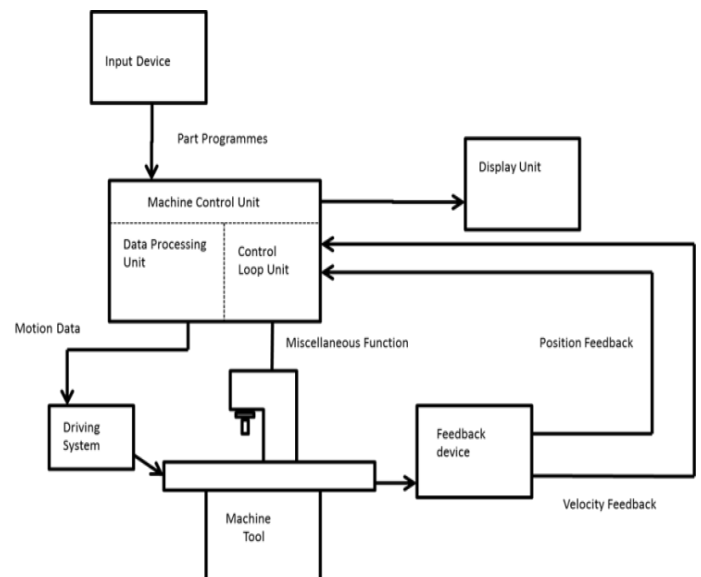 Input Device
Part Programmes
Display Unit
Machine Control Unit
Data Processing
Unit
Control
Loop Unit
Motion Data
Miscellaneous Function
Position Feedback
Driving
System
Feedback
device
Velocity Feedback
Machine
Tool